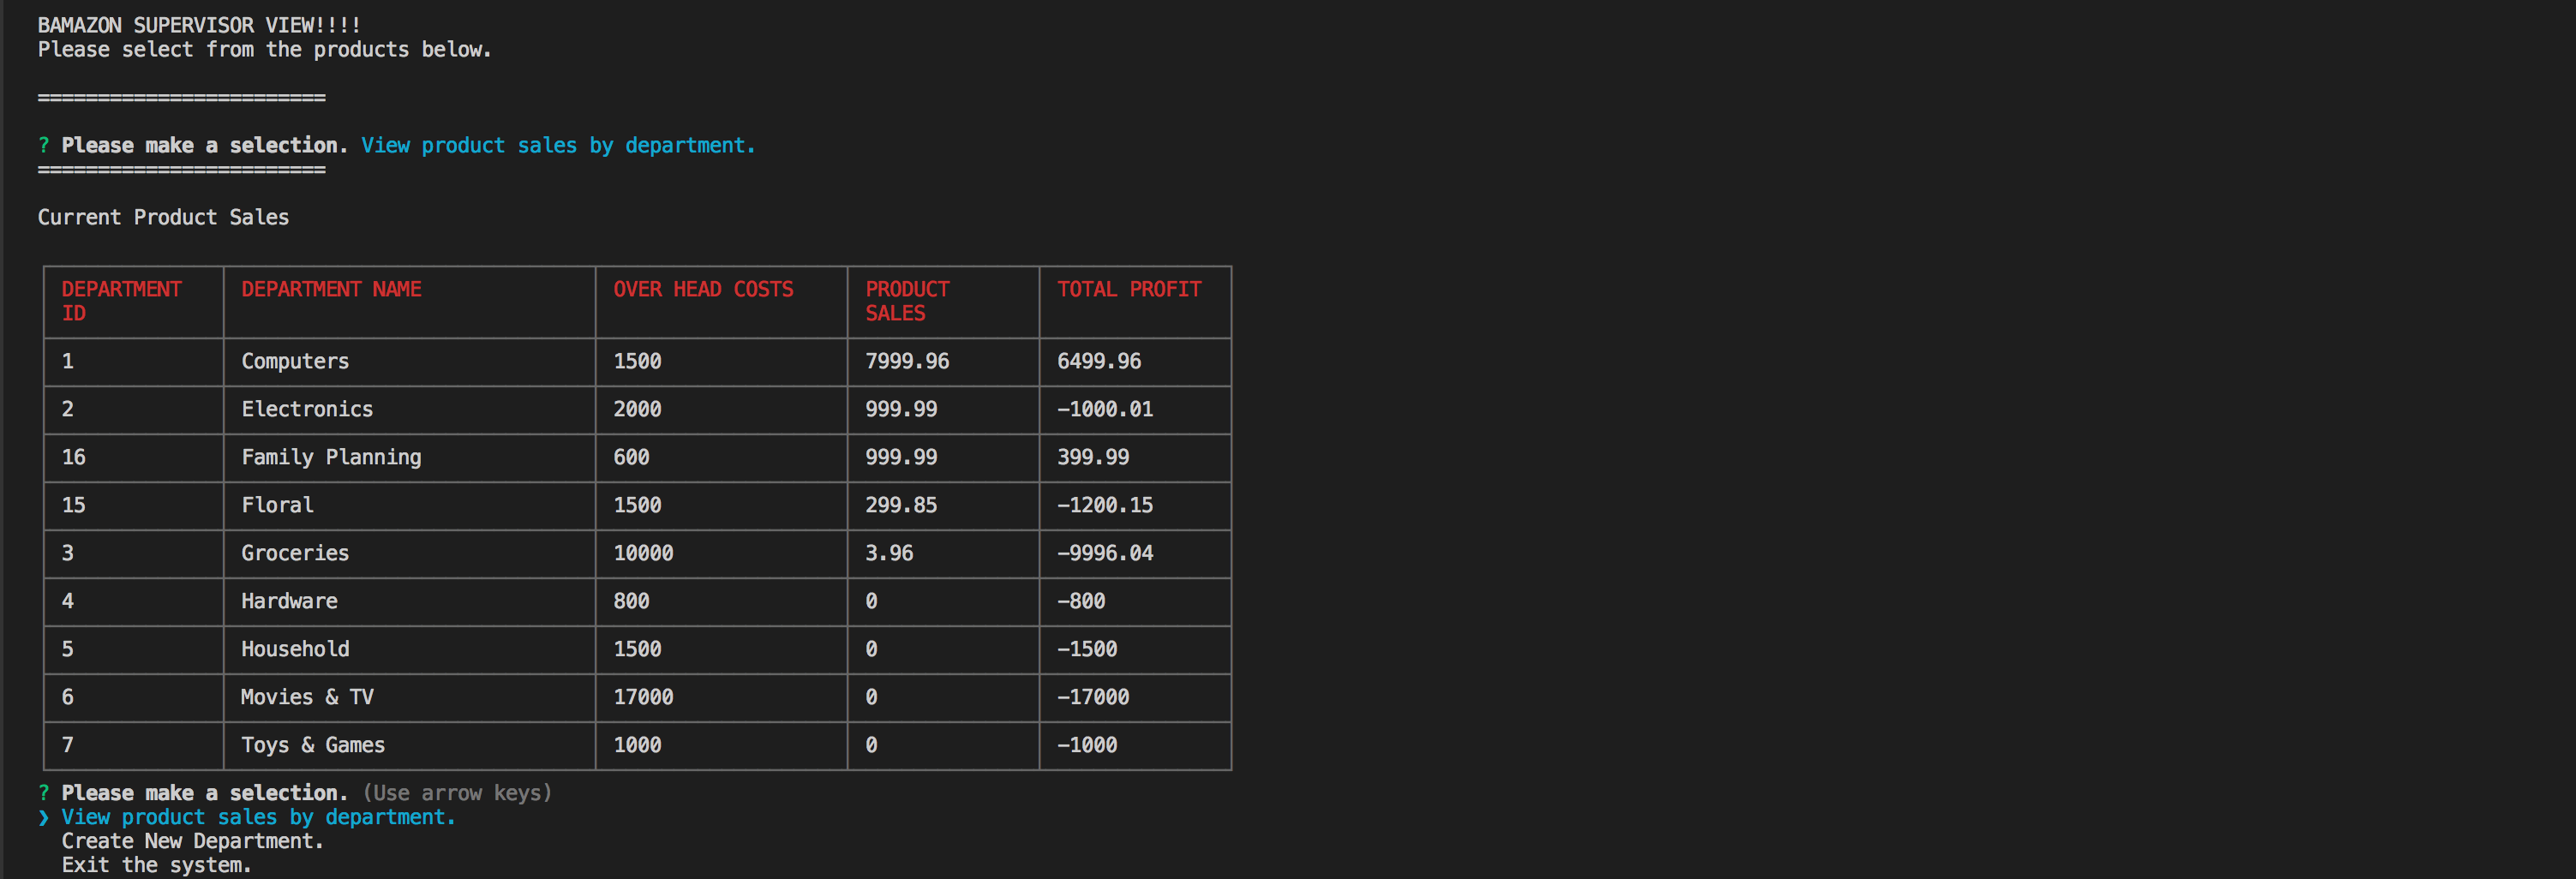 BAMAZON SUPERVISOR VIEW!!!!
Please select from the products below.
========================
? Please make a selection. View product sales by department.
========================
Current Product Sales
DEPARTMENT ID DEPARTMENT NAME OVER HEAD COSTS PRODUCT SALES TOTAL PROFIT
1 Computers 1500 7999.96 6499.96
2 Electronics 2000 999.99 -1000.01
16 Family Planning 600 999.99 399.99
15 Floral 1500 299.85 -1200.15
3 Groceries 10000 3.96 -9996.04
4 Hardware 800 0 -800
5 Household 1500 0 -1500
6 Movies & TV 17000 0 -17000
7 Toys & Games 1000 0 -1000
? Please make a selection. (Use arrow keys)
❯ View product sales by department.
Create New Department.
Exit the system.